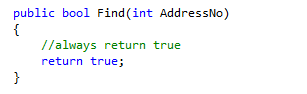 public bool Find(int AddressNo)
{
//always return true
return true;
}